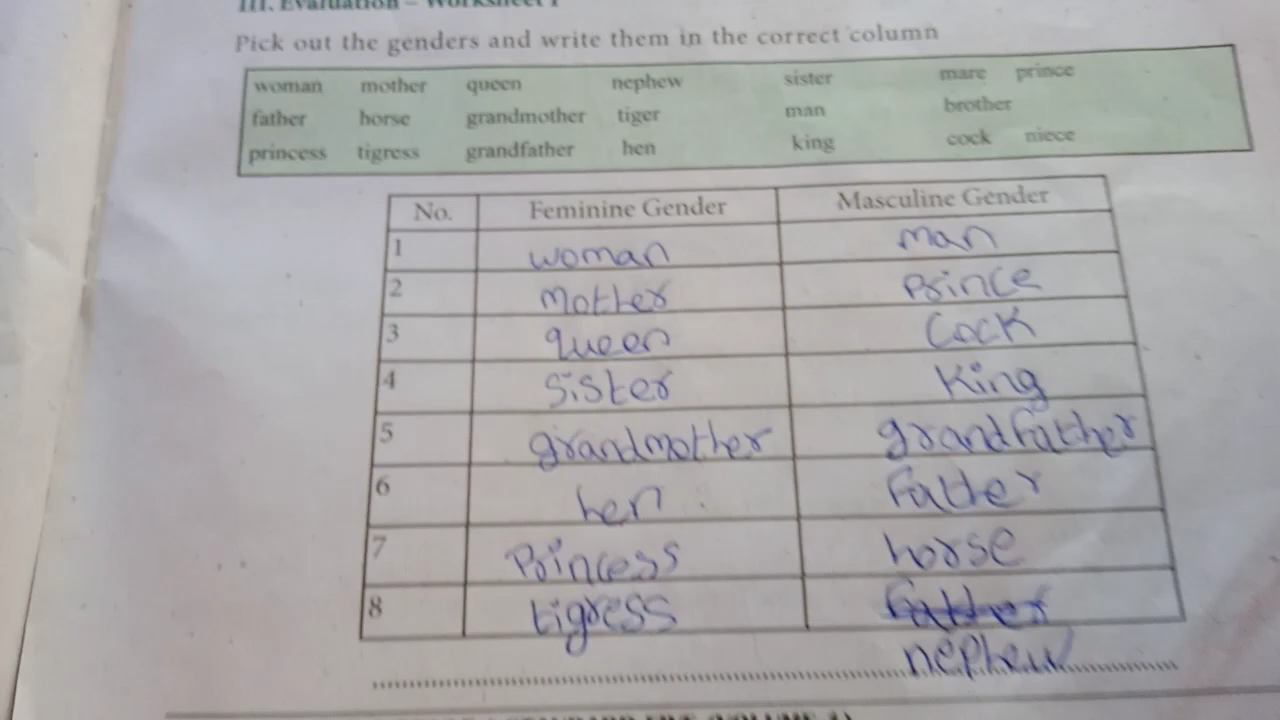 III. Evaluation – Worksheet 1
Pick out the genders and write them in the correct column
woman mother queen nephew sister mare prince
father horse grandmother tiger man brother
princess tigress grandfather hen king cock niece
No. Feminine Gender Masculine Gender
1 woman man
2 Mother Prince
3 queen Cock
4 Sister King
5 grandmother grandfather
6 hen Father
7 Princess horse
8 tigress Father
nephew